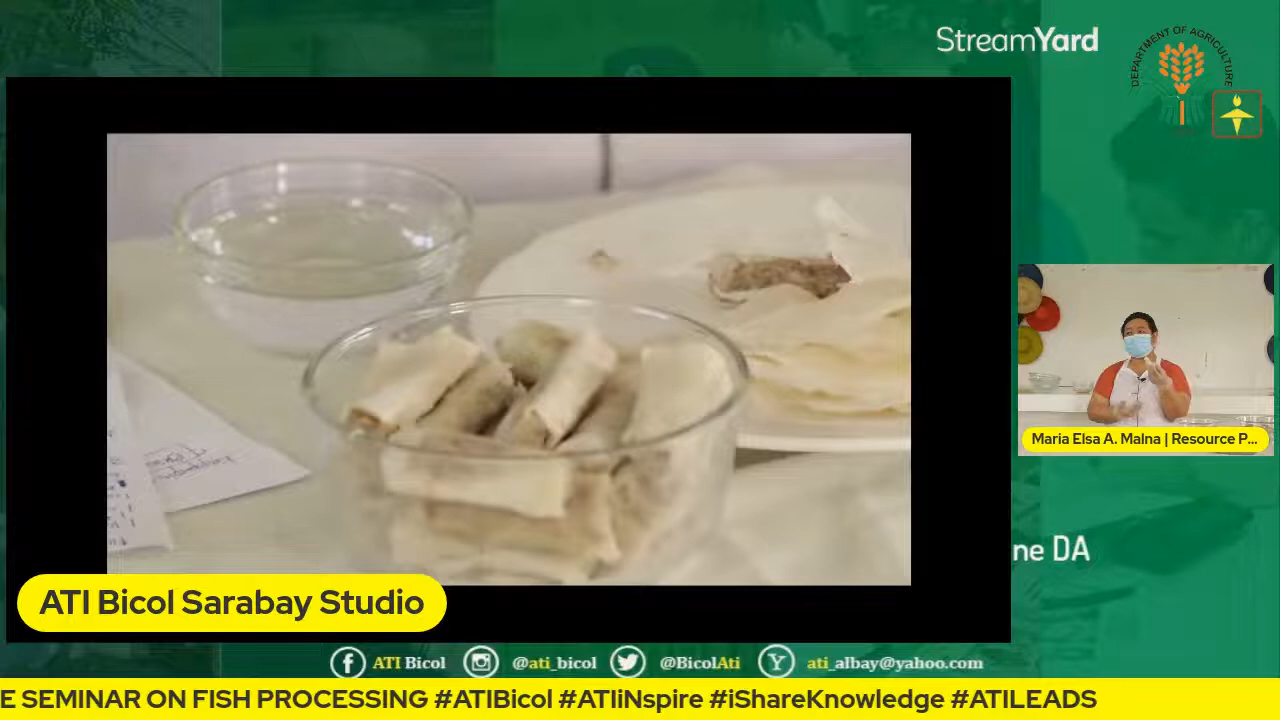 StreamYard
DEPARTMENT OF AGRICULTURE
Maria Elsa A. Malna | Resource P...
ne DA
ATI Bicol Sarabay Studio
ATI Bicol @ati_bicol @BicolAti ati_albay@yahoo.com
E SEMINAR ON FISH PROCESSING #ATIBicol #ATIiNspire #iShareKnowledge #ATILEADS